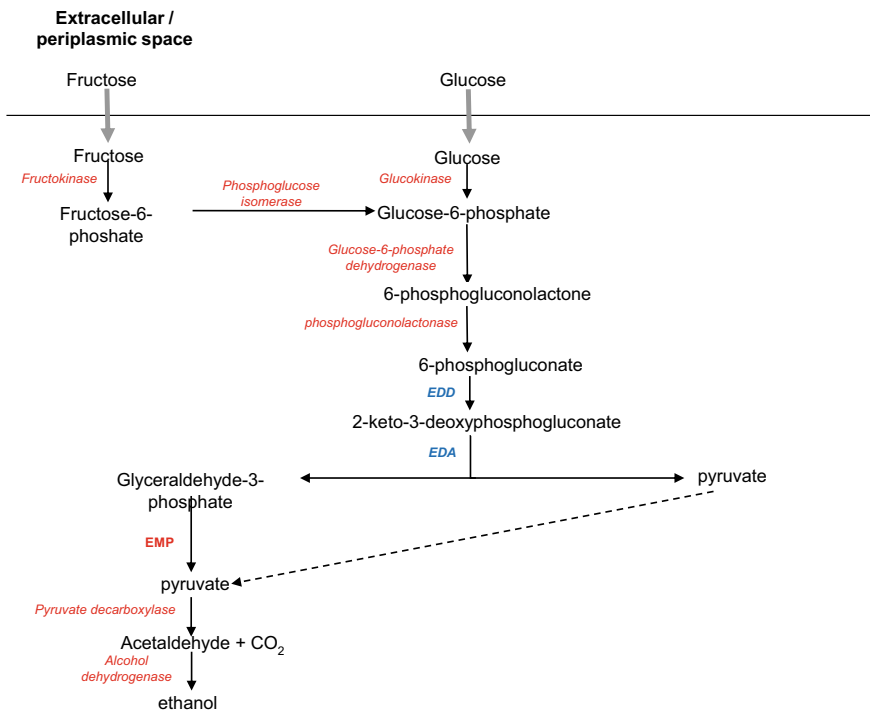 Extracellular /
periplasmic space
Fructose
Glucose
Fructose
Glucose
Fructokinase
Phosphoglucose
isomerase
Glucokinase
Fructose-6-
phoshate
Glucose-6-phosphate
Glucose-6-phosphate
dehydrogenase
6-phosphogluconolactone
phosphogluconolactonase
6-phosphogluconate
EDD
2-keto-3-deoxyphosphogluconate
EDA
Glyceraldehyde-3-
phosphate
pyruvate
EMP
pyruvate
Pyruvate decarboxylase
Acetaldehyde + CO2
Alcohol
dehydrogenase
ethanol